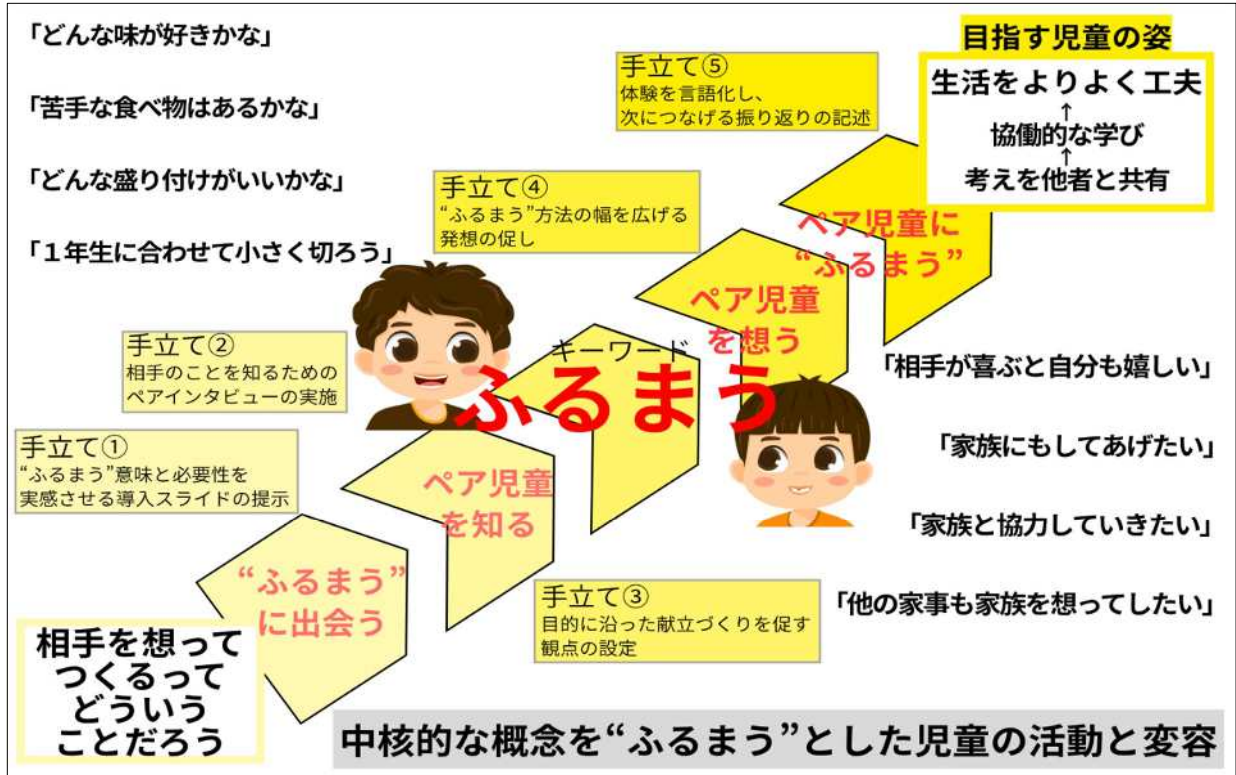 「どんな味が好きかな」
「苦手な食べ物はあるかな」
「どんな盛り付けがいいかな」
「１年生に合わせて小さく切ろう」
目指す児童の姿
生活をよりよく工夫
↑
協働的な学び
↑
考えを他者と共有
手立て⑤
体験を言語化し、
次につなげる振り返りの記述
手立て④
“ふるまう”方法の幅を広げる
発想の促し
ペア児童に
“ふるまう”
ペア児童
を想う
手立て②
相手のことを知るための
ペアインタビューの実施
キーワード
ふるまう
手立て①
“ふるまう”意味と必要性を
実感させる導入スライドの提示
ペア児童
を知る
手立て③
目的に沿った献立づくりを促す
観点の設定
“ふるまう”
に出会う
相手を想って
つくるって
どういう
ことだろう
「相手が喜ぶと自分も嬉しい」
「家族にもしてあげたい」
「家族と協力していきたい」
「他の家事も家族を想ってしたい」
中核的な概念を“ふるまう”とした児童の活動と変容